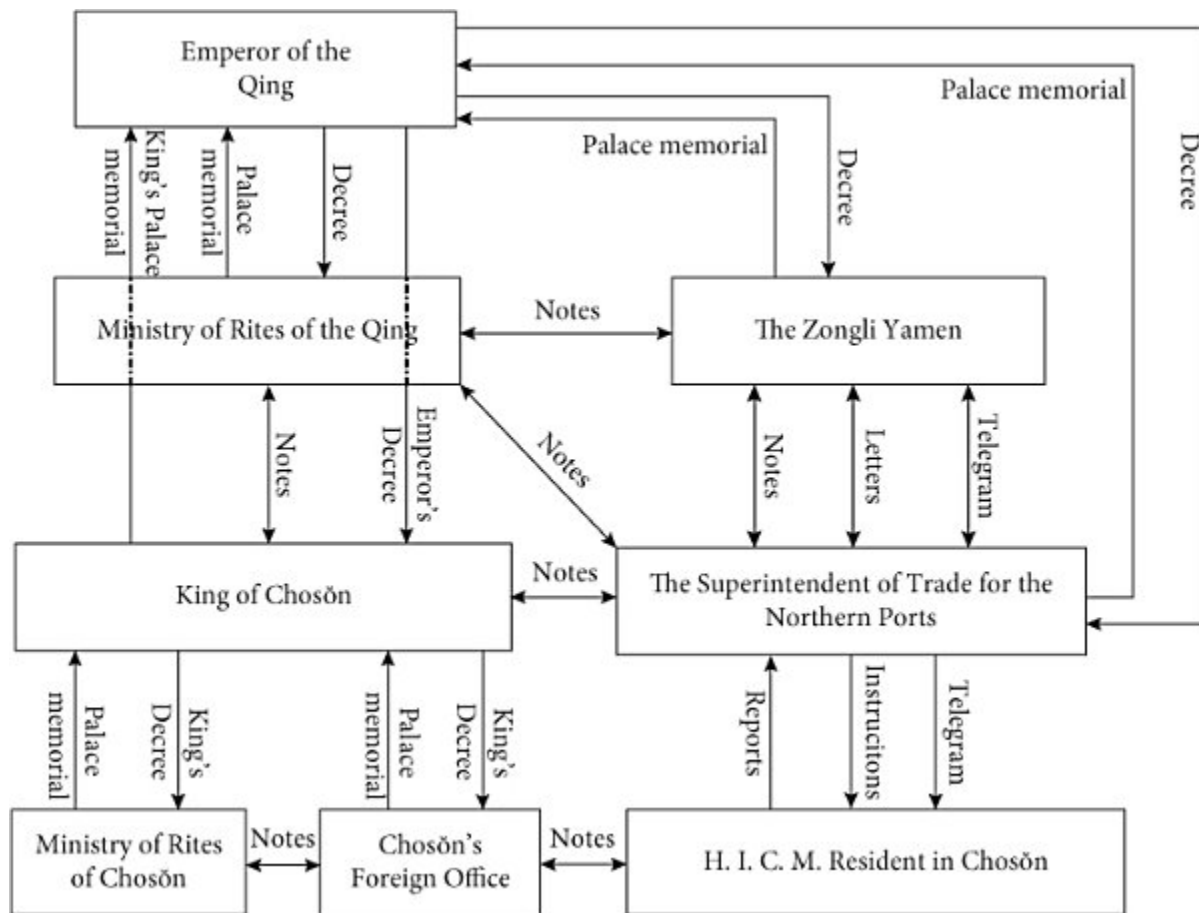 Emperor of the
Qing
Palace memorial
Decree
King's Palace
memorial
Palace
memorial
Decree
Palace memorial
Decree
Ministry of Rites of the Qing
Notes
The Zongli Yamen
Notes
Emperor's
Decree
Notes
Notes
Letters
Telegram
King of Chosŏn
Notes
The Superintendent of Trade for the
Northern Ports
Palace
memorial
King's
Decree
Palace
memorial
King's
Decree
Reports
Instrucitons
Telegram
Ministry of Rites
of Chosŏn
Notes
Chosŏn's
Foreign Office
Notes
H. I. C. M. Resident in Chosŏn